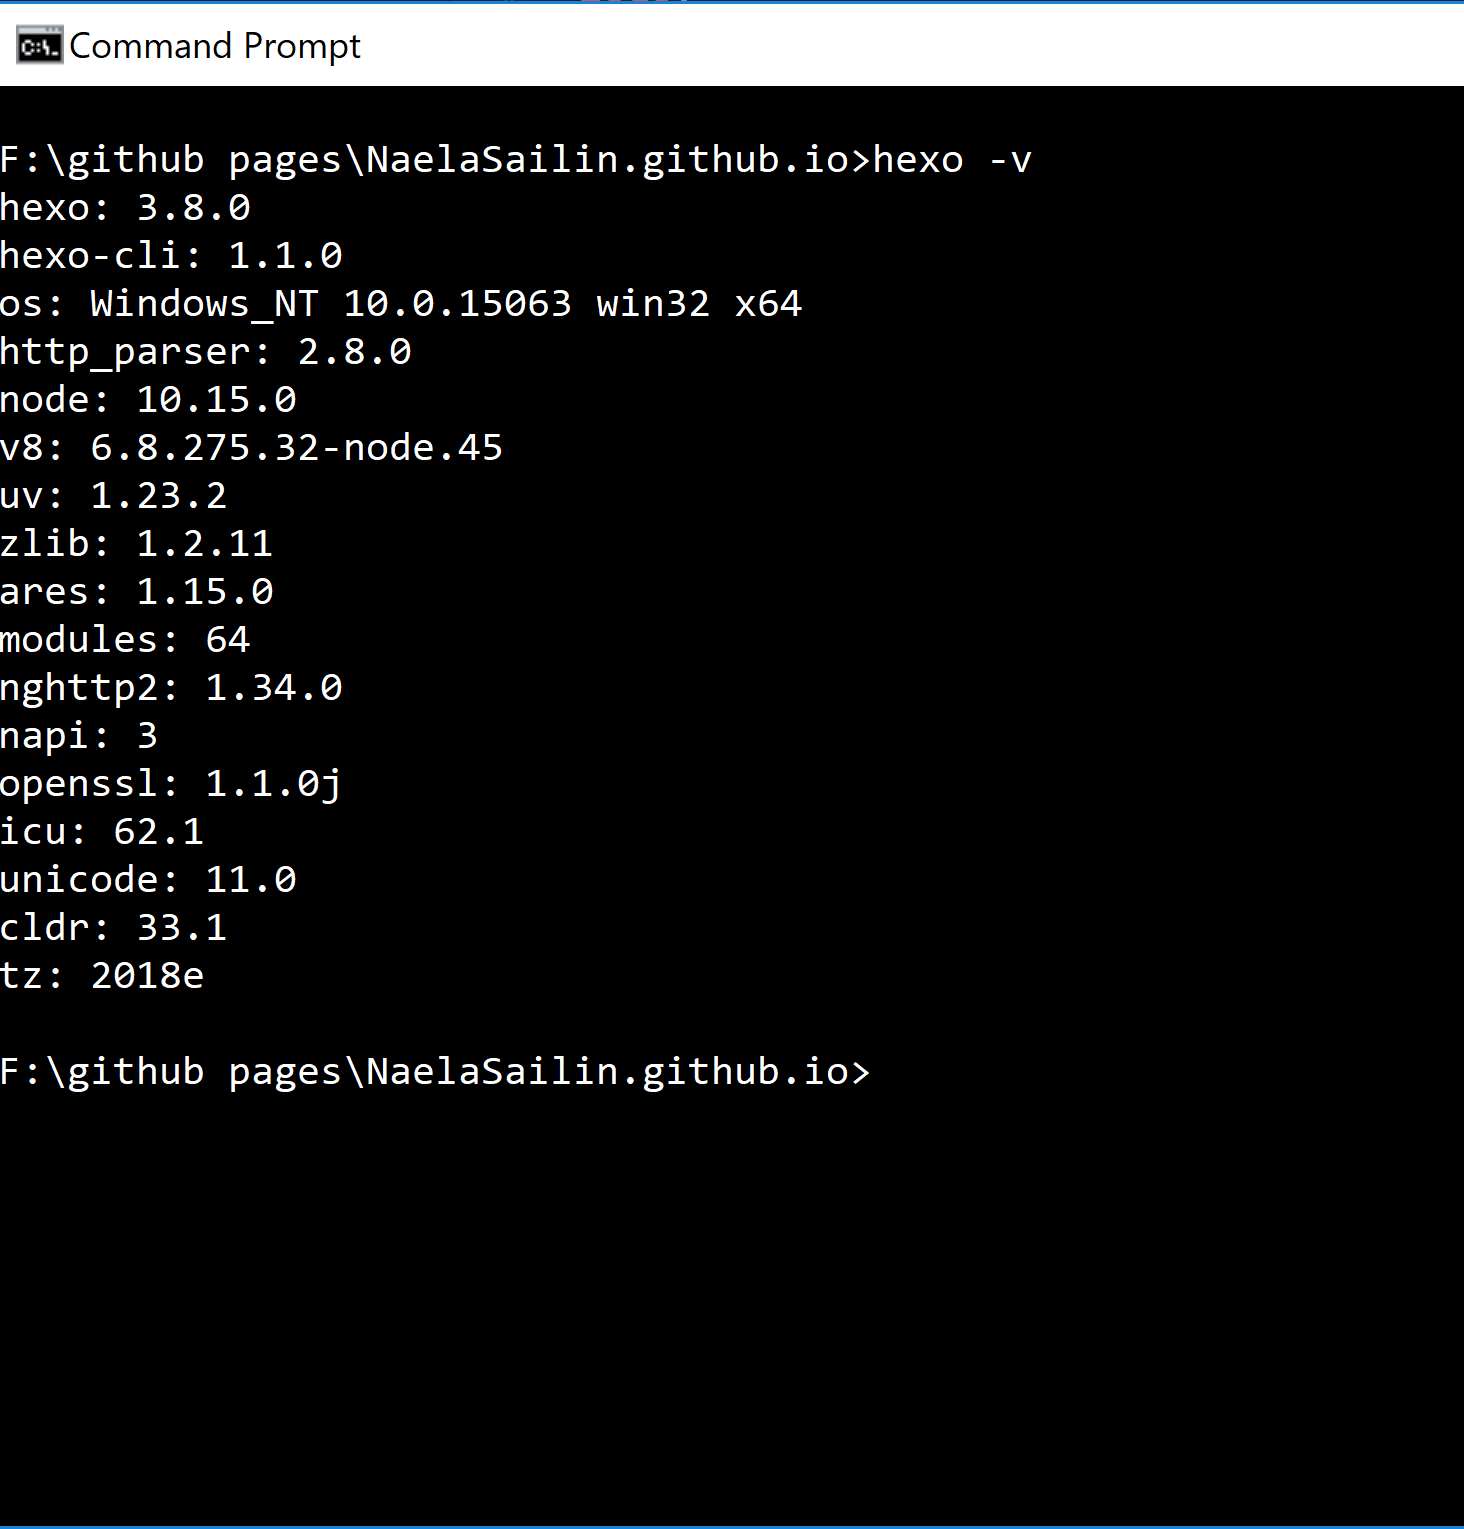 Command Prompt
F:\github pages\NaelaSailin.github.io>hexo -v
hexo: 3.8.0
hexo-cli: 1.1.0
os: Windows_NT 10.0.15063 win32 x64
http_parser: 2.8.0
node: 10.15.0
v8: 6.8.275.32-node.45
uv: 1.23.2
zlib: 1.2.11
ares: 1.15.0
modules: 64
nghttp2: 1.34.0
napi: 3
openssl: 1.1.0j
icu: 62.1
unicode: 11.0
cldr: 33.1
tz: 2018e
F:\github pages\NaelaSailin.github.io>